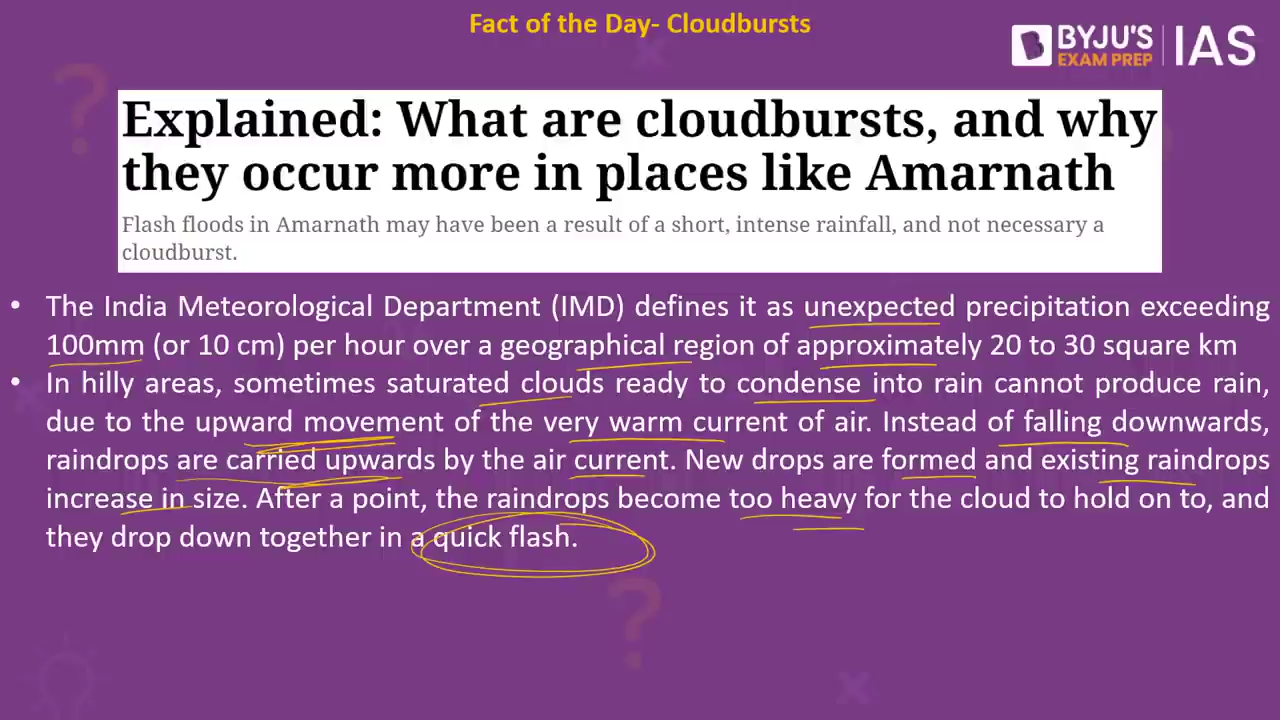 Fact of the Day- Cloudbursts
BYJU'S
EXAM PREP
IAS
Explained: What are cloudbursts, and why
they occur more in places like Amarnath
Flash floods in Amarnath may have been a result of a short, intense rainfall, and not necessary a
cloudburst.
• The India Meteorological Department (IMD) defines it as unexpected precipitation exceeding
100mm (or 10 cm) per hour over a geographical region of approximately 20 to 30 square km
• In hilly areas, sometimes saturated clouds ready to condense into rain cannot produce rain,
due to the upward movement of the very warm current of air. Instead of falling downwards,
raindrops are carried upwards by the air current. New drops are formed and existing raindrops
increase in size. After a point, the raindrops become too heavy for the cloud to hold on to, and
they drop down together in a quick flash.